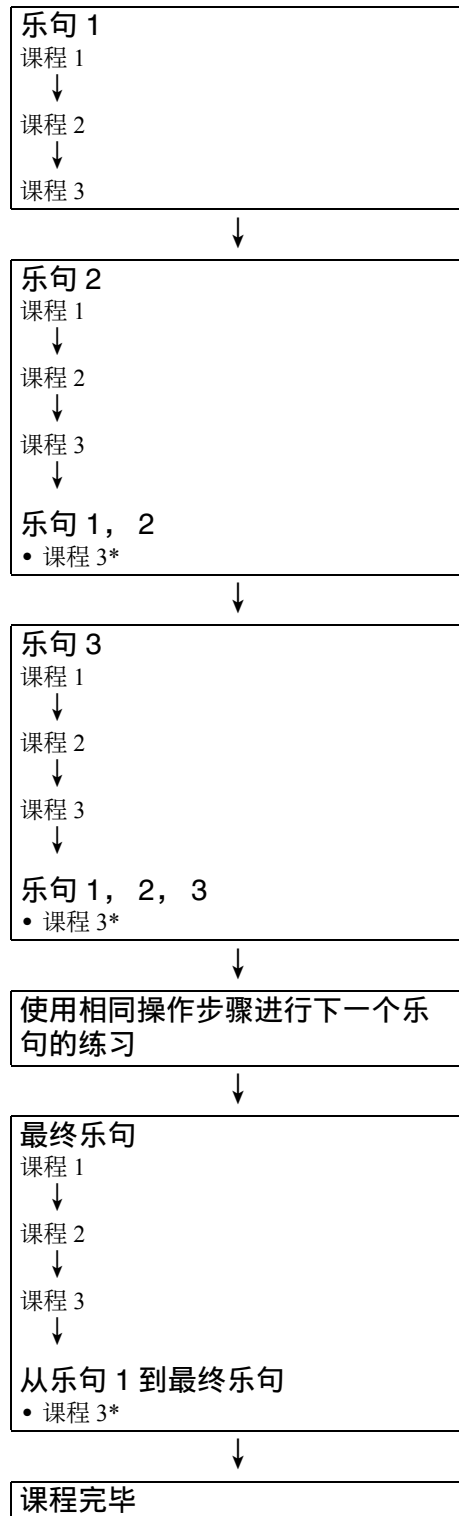 乐句 1
课程 1
↓
课程 2
↓
课程 3
↓
乐句 2
课程 1
↓
课程 2
↓
课程 3
↓
乐句 1， 2
• 课程 3*
↓
乐句 3
课程 1
↓
课程 2
↓
课程 3
↓
乐句 1， 2， 3
• 课程 3*
↓
使用相同操作步骤进行下一个乐
句的练习
↓
最终乐句
课程 1
↓
课程 2
↓
课程 3
↓
从乐句 1 到最终乐句
• 课程 3*
↓
课程完毕